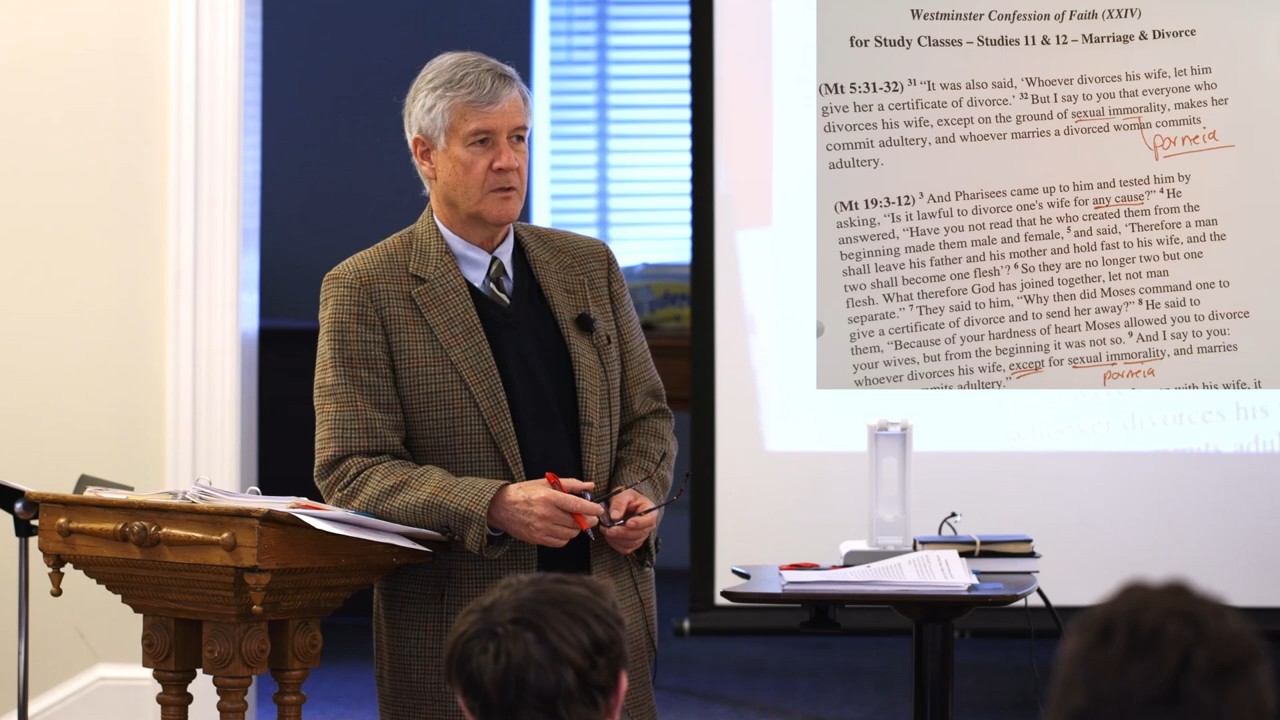 Westminster Confession of Faith (XXIV)
for Study Classes – Studies 11 & 12 – Marriage & Divorce
(Mt 5:31-32) 31 “It was also said, ‘Whoever divorces his wife, let him
give her a certificate of divorce.’ 32 But I say to you that everyone who
divorces his wife, except on the ground of sexual immorality, makes her
commit adultery, and whoever marries a divorced woman commits
adultery.
porneia
(Mt 19:3-12) 3 And Pharisees came up to him and tested him by
asking, “Is it lawful to divorce one's wife for any cause?” 4 He
answered, “Have you not read that he who created them from the
beginning made them male and female, 5 and said, ‘Therefore a man
shall leave his father and his mother and hold fast to his wife, and the
two shall become one flesh’? 6 So they are no longer two but one
flesh. What therefore God has joined together, let not man
separate.” 7 They said to him, “Why then did Moses command one to
give a certificate of divorce and to send her away?” 8 He said to
them, “Because of your hardness of heart Moses allowed you to divorce
your wives, but from the beginning it was not so. 9 And I say to you:
whoever divorces his wife, except for sexual immorality, and marries
porneia
adultery.” with his wife, it
divorces his